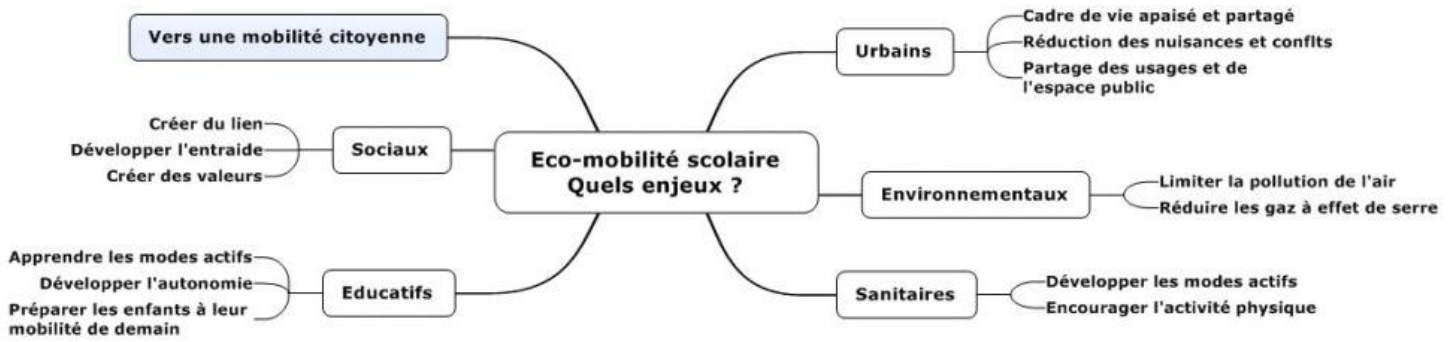 Eco-mobilité scolaire
Quels enjeux ?
Vers une mobilité citoyenne
Sociaux
Créer du lien
Développer l'entraide
Créer des valeurs
Educatifs
Apprendre les modes actifs
Développer l'autonomie
Préparer les enfants à leur
mobilité de demain
Urbains
Cadre de vie apaisé et partagé
Réduction des nuisances et conflts
Partage des usages et de
l'espace public
Environnementaux
Limiter la pollution de l'air
Réduire les gaz à effet de serre
Sanitaires
Développer les modes actifs
Encourager l'activité physique